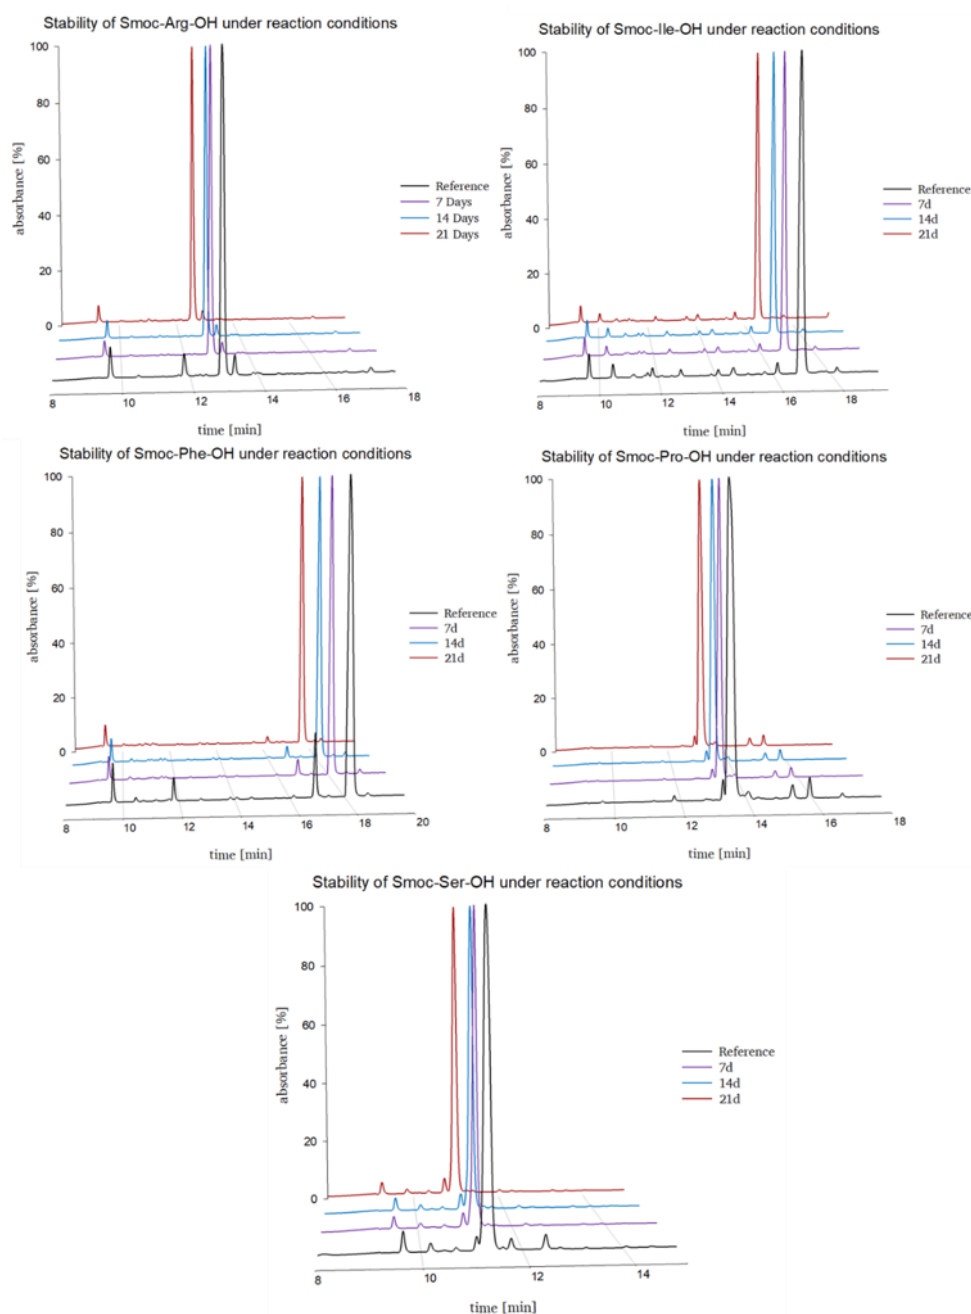 Stability of Smoc-Arg-OH under reaction conditions
100
80
60
40
20
0
absorbance [%]
Reference
7 Days
14 Days
21 Days
8 10 12 14 16 18
time [min]
Stability of Smoc-Ile-OH under reaction conditions
100
80
60
40
20
0
absorbance [%]
Reference
7d
14d
21d
8 10 12 14 16 18
time [min]
Stability of Smoc-Phe-OH under reaction conditions
100
80
60
40
20
0
absorbance [%]
Reference
7d
14d
21d
8 10 12 14 16 18 20
time [min]
Stability of Smoc-Pro-OH under reaction conditions
100
80
60
40
20
0
absorbance [%]
Reference
7d
14d
21d
8 10 12 14 16 18
time [min]
Stability of Smoc-Ser-OH under reaction conditions
100
80
60
40
20
0
absorbance [%]
Reference
7d
14d
21d
8 10 12 14
time [min]